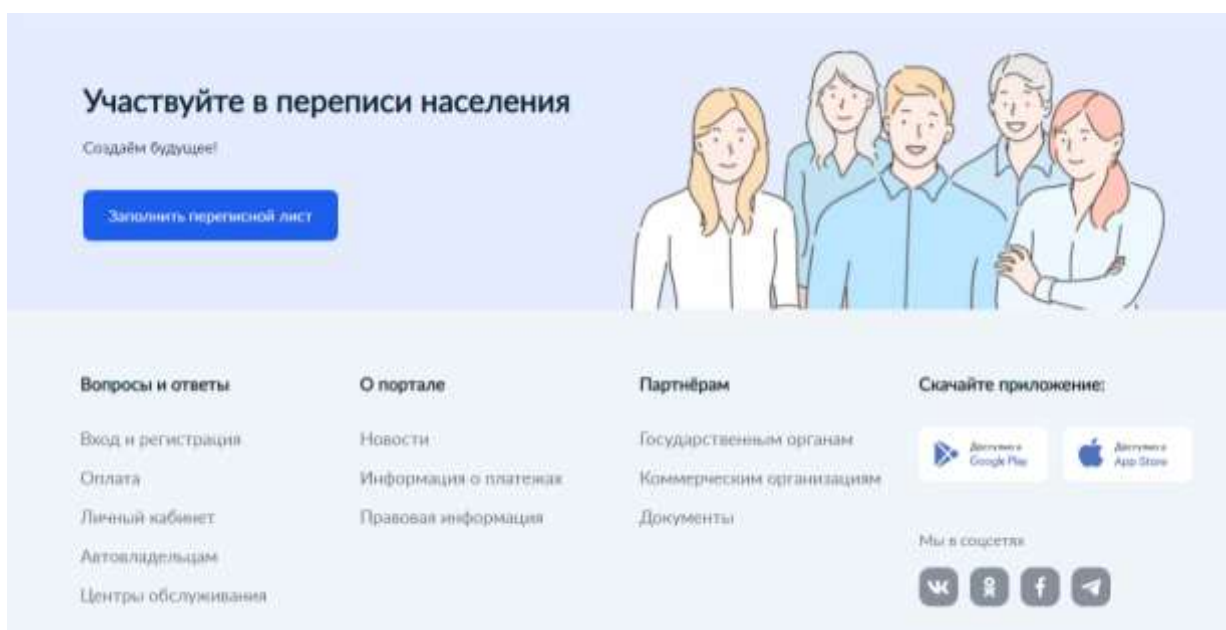 Участвуйте в переписи населения
Создаём будущее!
Заполнить переписной лист
Вопросы и ответы
Вход и регистрация
Оплата
Личный кабинет
Автовладельцам
Центры обслуживания
О портале
Новости
Информация о платежах
Правовая информация
Партнёрам
Государственным органам
Коммерческим организациям
Документы
Скачайте приложение:
Доступно в
Google Play
Доступно в
App Store
Мы в соцсетях